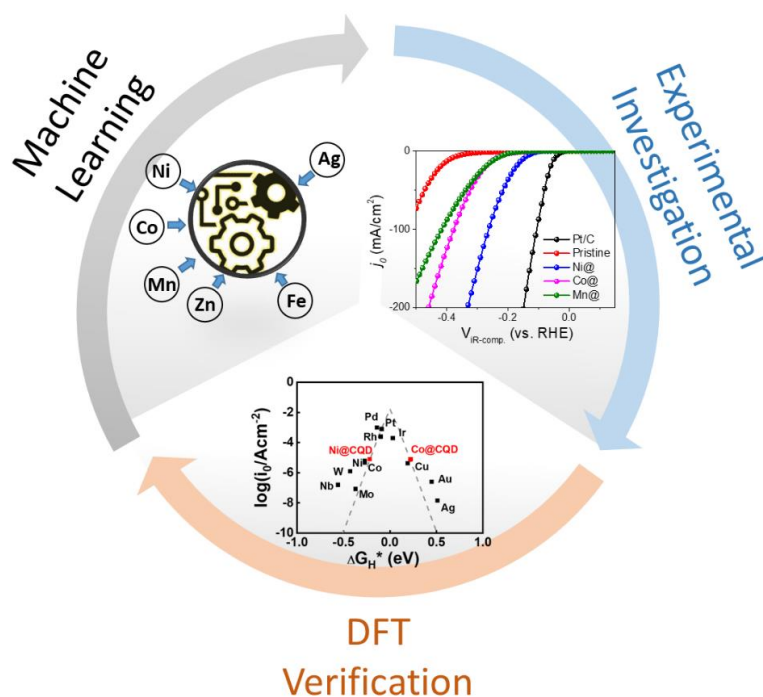 Machine
Learning
Ni
Co
Mn
Zn
Fe
Ag
Experimental
Investigation
0
-100
-200
j₀ (mA/cm²)
-0.4
-0.2
0.0
V_iR-comp. (vs. RHE)
Pt/C
Pristine
Ni@
Co@
Mn@
0
-2
-4
-6
-8
-10
log(i₀/Acm⁻²)
-1.0
-0.5
0.0
0.5
1.0
ΔG_H* (eV)
Pd
Pt
Rh
Ir
Ni@CQD
Co@CQD
W
Ni
Co
Cu
Nb
Mo
Au
Ag
DFT
Verification